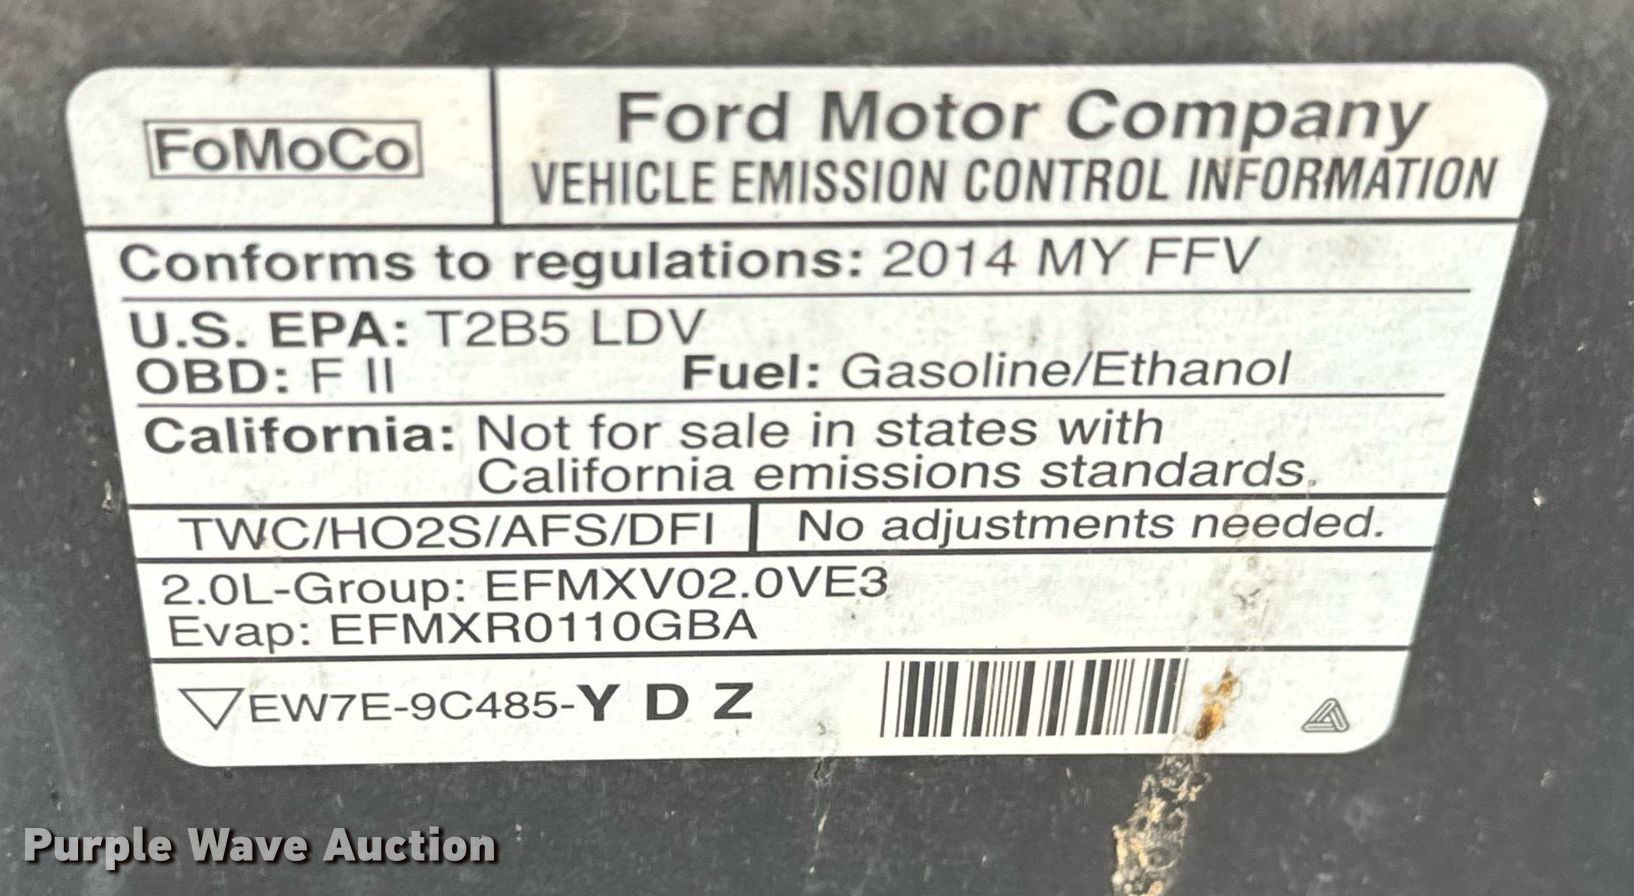 FoMoCo
Ford Motor Company
VEHICLE EMISSION CONTROL INFORMATION
Conforms to regulations: 2014 MY FFV
U.S. EPA: T2B5 LDV
OBD: F II Fuel: Gasoline/Ethanol
California: Not for sale in states with
California emissions standards.
TWC/HO2S/AFS/DFI No adjustments needed.
2.0L-Group: EFMXV02.0VE3
Evap: EFMXR0110GBA
EW7E-9C485-Y D Z
Purple Wave Auction